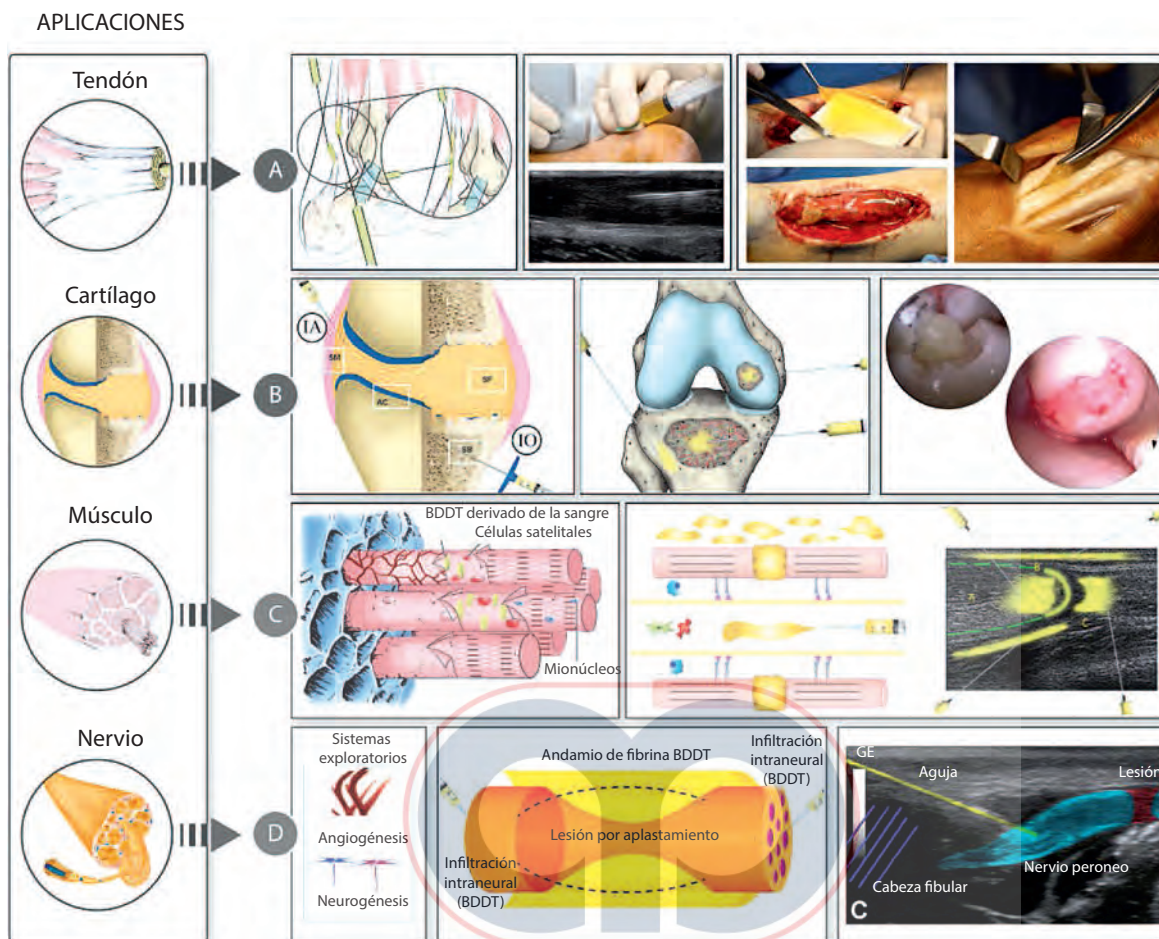 APLICACIONES
Tendón
A
Cartílago
B
IA
SM
AC
SF
SB
IO
Músculo
C
BDDT derivado de la sangre
Células satelitales
Mionúcleos
A
B
C
Nervio
D
Sistemas
exploratorios
Angiogénesis
Neurogénesis
Andamio de fibrina BDDT
Infiltración
intraneural
(BDDT)
Lesión por aplastamiento
Infiltración
intraneural
(BDDT)
GE
Aguja
Lesión
Nervio peroneo
Cabeza fibular
C